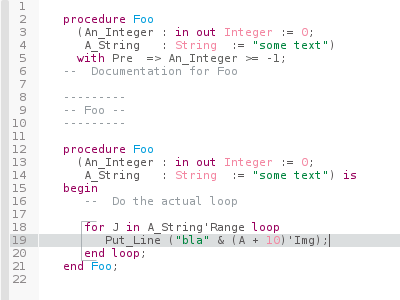 1
2 procedure Foo
3 (An_Integer : in out Integer := 0;
4 A_String : String := "some text")
5 with Pre => An_Integer >= -1;
6 -- Documentation for Foo
7
8 ---------
9 -- Foo --
10 ---------
11
12 procedure Foo
13 (An_Integer : in out Integer := 0;
14 A_String : String := "some text") is
15 begin
16 -- Do the actual loop
17
18 for J in A_String'Range loop
19 Put_Line ("bla" & (A + 10)'Img);
20 end loop;
21 end Foo;
22